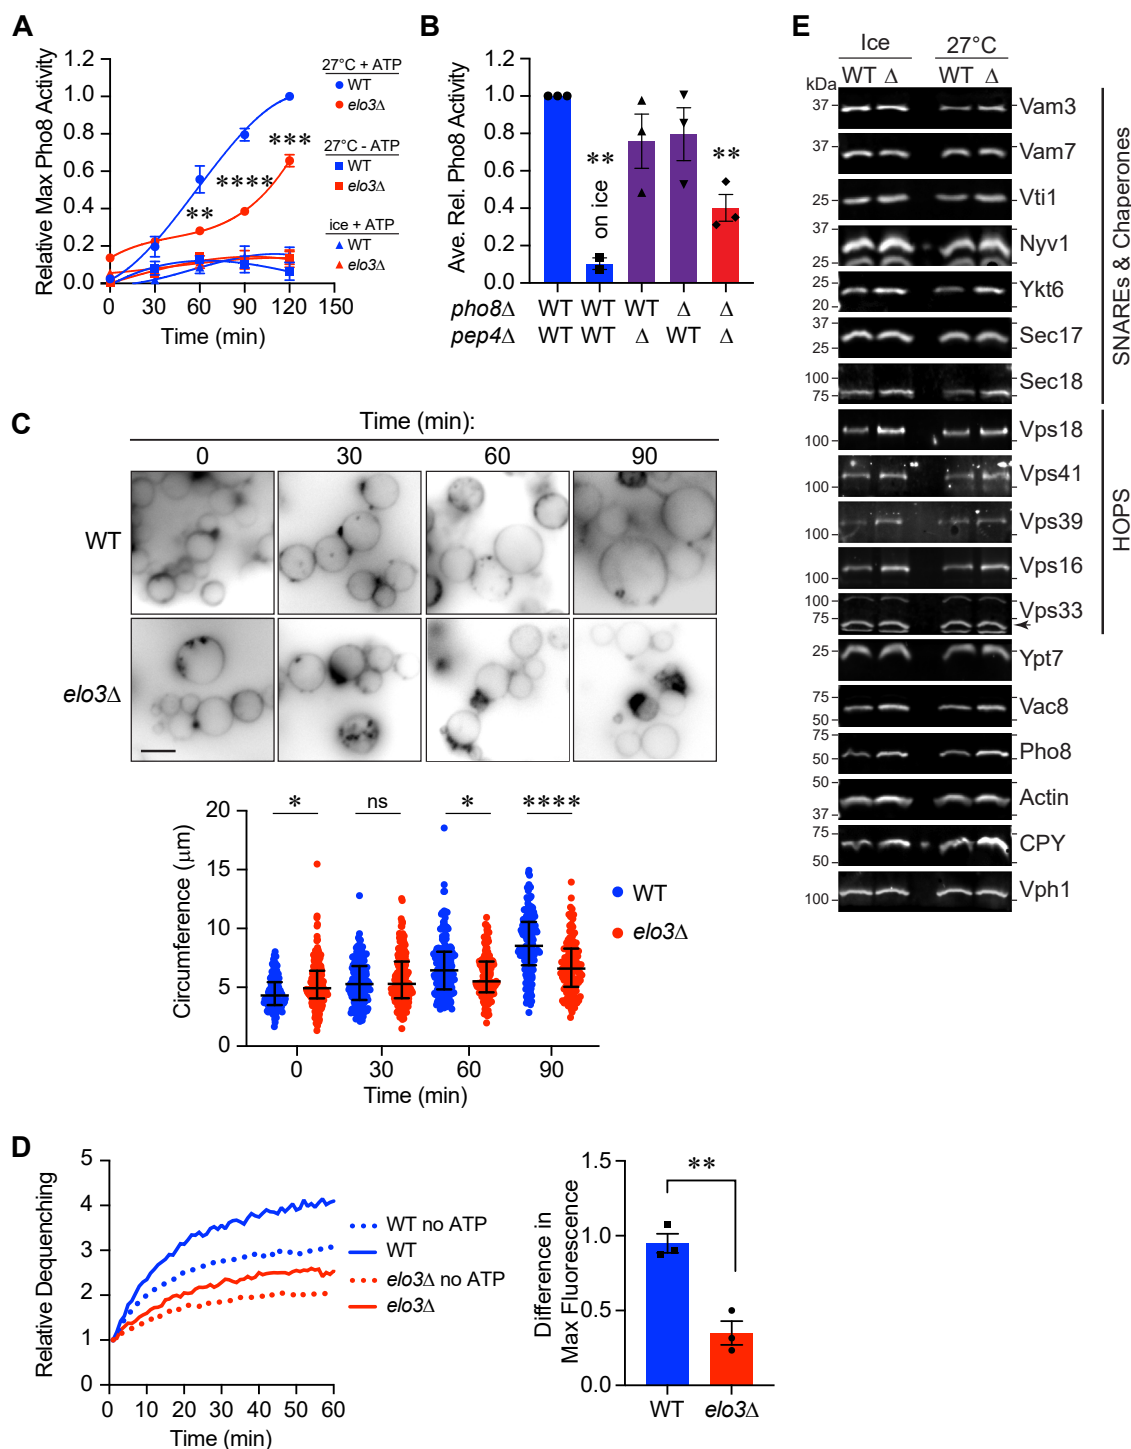 A
Relative Max Pho8 Activity
1.2
1.0
0.8
0.6
0.4
0.2
0.0
0 30 60 90 120 150
Time (min)
** **** ***
27°C + ATP
WT
elo3Δ
27°C - ATP
WT
elo3Δ
ice + ATP
WT
elo3Δ
B
Ave. Rel. Pho8 Activity
1.2
1.0
0.8
0.6
0.4
0.2
0.0
** **
on ice
pho8Δ WT WT WT Δ Δ
pep4Δ WT WT Δ WT Δ
C
Time (min):
0 30 60 90
WT
elo3Δ
Circumference (μm)
20
15
10
5
0
* ns * ****
0 30 60 90
Time (min)
WT
elo3Δ
D
Relative Dequenching
5
4
3
2
1
0
0 10 20 30 40 50 60
Time (min)
WT no ATP
WT
elo3Δ no ATP
elo3Δ
Difference in
Max Fluorescence
1.5
1.0
0.5
0.0
**
WT elo3Δ
E
Ice 27°C
kDa WT Δ WT Δ
37 Vam3
37 Vam7
25 Vti1
37 Nyv1
25
25 Ykt6
20
37 Sec17
25
100 Sec18
75
SNAREs & Chaperones
100 Vps18
100 Vps41
100 Vps39
100 Vps16
100 Vps33
75
HOPS
25 Ypt7
75 Vac8
50
75 Pho8
50
50 Actin
37
75 CPY
50
100 Vph1